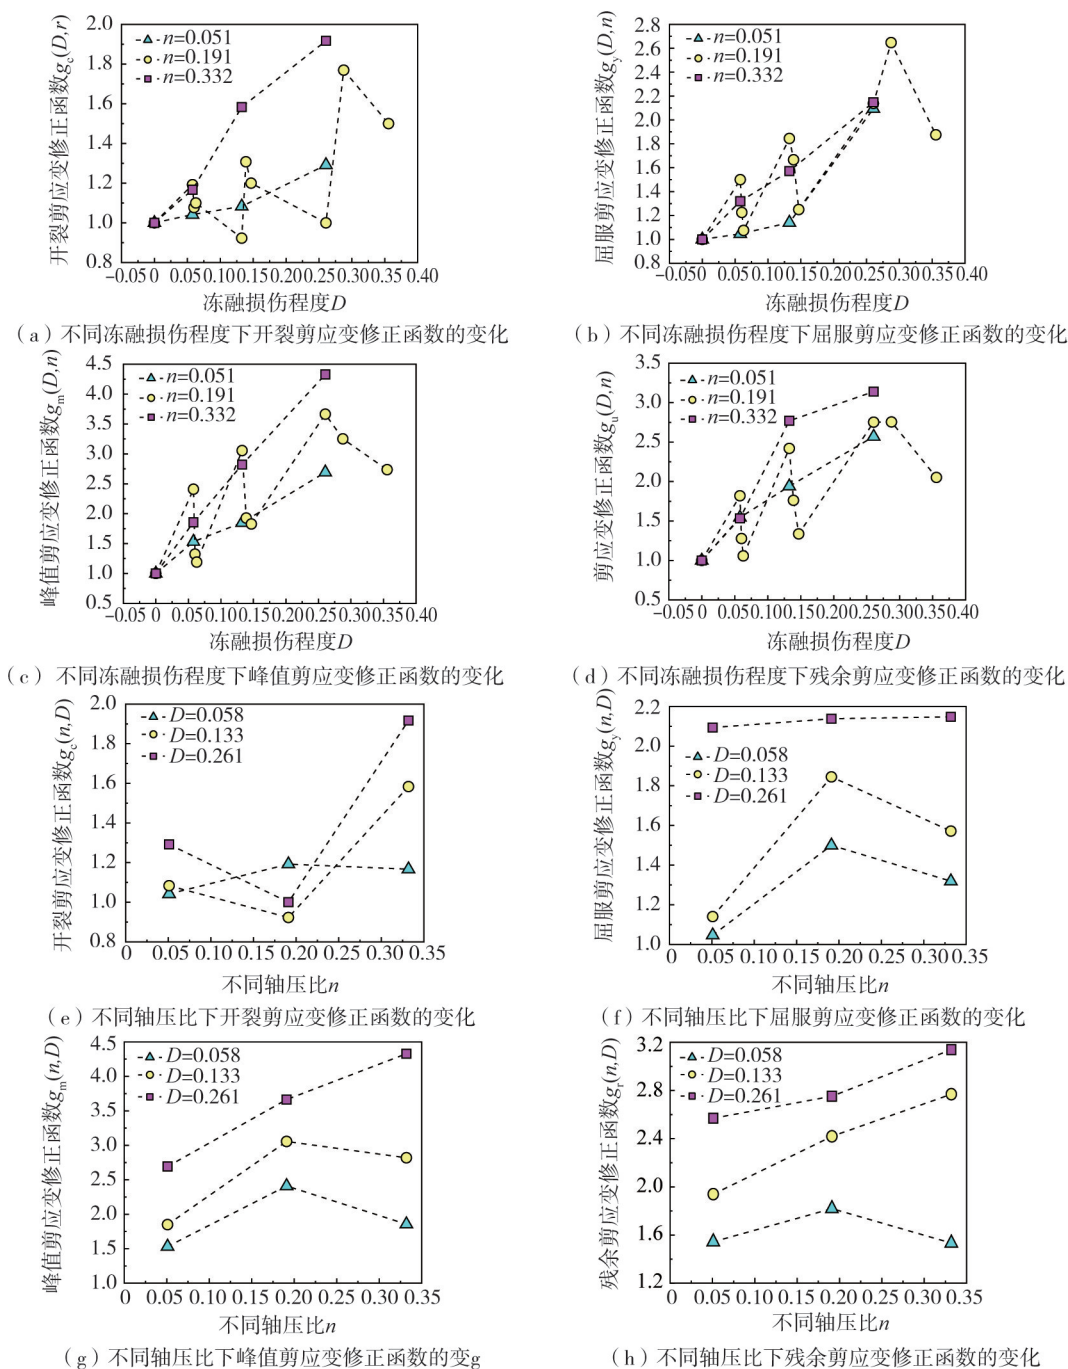 开裂剪应变修正函数g_c(D,r)
2.0
1.8
1.6
1.4
1.2
1.0
0.8
n=0.051
n=0.191
n=0.332
−0.05 0 0.05 0.10 0.15 0.20 0.25 0.30 0.35 0.40
冻融损伤程度D
（a）不同冻融损伤程度下开裂剪应变修正函数的变化
屈服剪应变修正函数g_y(D,n)
2.8
2.6
2.4
2.2
2.0
1.8
1.6
1.4
1.2
1.0
0.8
n=0.051
n=0.191
n=0.332
−0.05 0 0.05 0.10 0.15 0.20 0.25 0.30 0.35 0.40
冻融损伤程度D
（b）不同冻融损伤程度下屈服剪应变修正函数的变化
峰值剪应变修正函数g_m(D,n)
4.5
4.0
3.5
3.0
2.5
2.0
1.5
1.0
0.5
n=0.051
n=0.191
n=0.332
−0.05 0 0.05 0.10 0.15 0.20 0.25 0.30 0.35 0.40
冻融损伤程度D
（c） 不同冻融损伤程度下峰值剪应变修正函数的变化
剪应变修正函数g_u(D,n)
3.5
3.0
2.5
2.0
1.5
1.0
0.5
n=0.051
n=0.191
n=0.332
−0.05 0 0.05 0.10 0.15 0.20 0.25 0.30 0.35 0.40
冻融损伤程度D
（d）不同冻融损伤程度下残余剪应变修正函数的变化
开裂剪应变修正函数g_c(n,D)
2.0
1.8
1.6
1.4
1.2
1.0
0.8
D=0.058
D=0.133
D=0.261
0 0.05 0.10 0.15 0.20 0.25 0.30 0.35
不同轴压比n
（e）不同轴压比下开裂剪应变修正函数的变化
屈服剪应变修正函数g_y(n,D)
2.2
2.0
1.8
1.6
1.4
1.2
1.0
D=0.058
D=0.133
D=0.261
0 0.05 0.10 0.15 0.20 0.25 0.30 0.35
不同轴压比n
（f）不同轴压比下屈服剪应变修正函数的变化
峰值剪应变修正函数g_m(n,D)
4.5
4.0
3.5
3.0
2.5
2.0
1.5
1.0
D=0.058
D=0.133
D=0.261
0 0.05 0.10 0.15 0.20 0.25 0.30 0.35
不同轴压比n
（g）不同轴压比下峰值剪应变修正函数的变g
残余剪应变修正函数g_r(n,D)
3.2
2.8
2.4
2.0
1.6
1.2
D=0.058
D=0.133
D=0.261
0 0.05 0.10 0.15 0.20 0.25 0.30 0.35
不同轴压比n
（h）不同轴压比下残余剪应变修正函数的变化